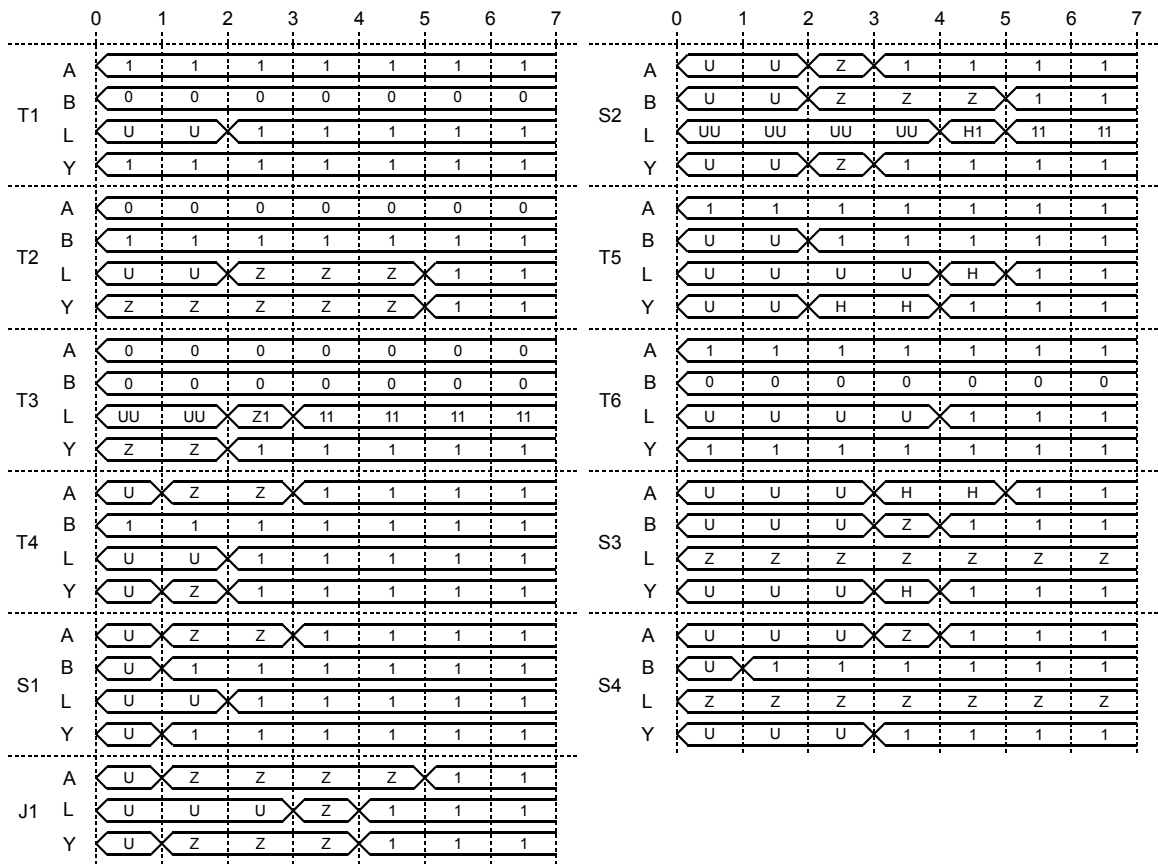 0 1 2 3 4 5 6 7
T1
A 1 1 1 1 1 1 1
B 0 0 0 0 0 0 0
L U U 1 1 1 1 1
Y 1 1 1 1 1 1 1
T2
A 0 0 0 0 0 0 0
B 1 1 1 1 1 1 1
L U U Z Z Z 1 1
Y Z Z Z Z Z 1 1
T3
A 0 0 0 0 0 0 0
B 0 0 0 0 0 0 0
L UU UU Z1 11 11 11 11
Y Z Z 1 1 1 1 1
T4
A U Z Z 1 1 1 1
B 1 1 1 1 1 1 1
L U U 1 1 1 1 1
Y U Z 1 1 1 1 1
S1
A U Z Z 1 1 1 1
B U 1 1 1 1 1 1
L U U 1 1 1 1 1
Y U 1 1 1 1 1 1
J1
A U Z Z Z Z 1 1
L U U U Z 1 1 1
Y U Z Z Z 1 1 1
0 1 2 3 4 5 6 7
S2
A U U Z 1 1 1 1
B U U Z Z Z 1 1
L UU UU UU UU H1 11 11
Y U U Z 1 1 1 1
T5
A 1 1 1 1 1 1 1
B U U 1 1 1 1 1
L U U U U H 1 1
Y U U H H 1 1 1
T6
A 1 1 1 1 1 1 1
B 0 0 0 0 0 0 0
L U U U U 1 1 1
Y 1 1 1 1 1 1 1
S3
A U U U H H 1 1
B U U U Z 1 1 1
L Z Z Z Z Z Z Z
Y U U U H 1 1 1
S4
A U U U Z 1 1 1
B U 1 1 1 1 1 1
L Z Z Z Z Z Z Z
Y U U U 1 1 1 1